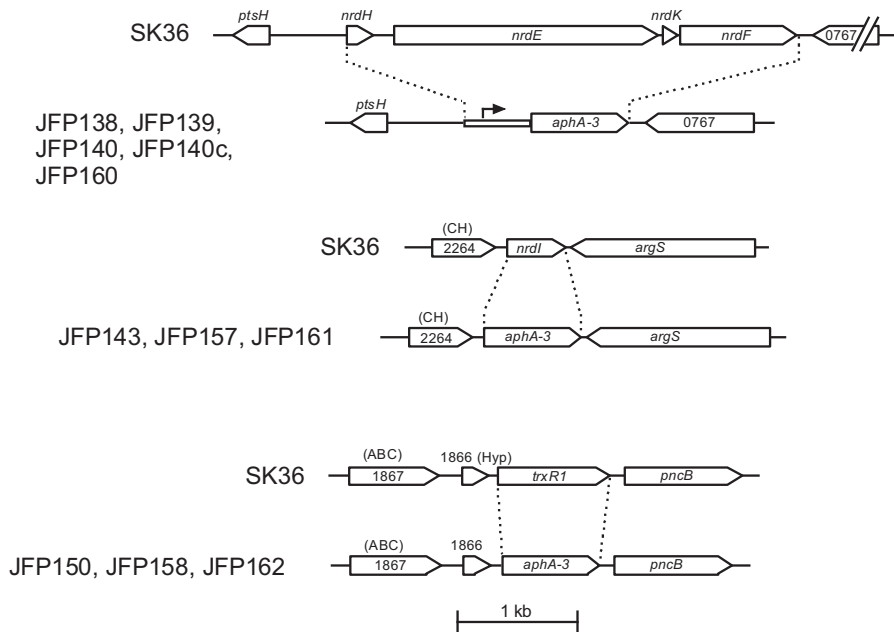 ptsH nrdH nrdK
SK36 nrdE nrdF 0767
ptsH
JFP138, JFP139, aphA-3 0767
JFP140, JFP140c,
JFP160
(CH)
SK36 2264 nrdI argS
(CH)
JFP143, JFP157, JFP161 2264 aphA-3 argS
(ABC) 1866 (Hyp)
SK36 1867 trxR1 pncB
(ABC) 1866
JFP150, JFP158, JFP162 1867 aphA-3 pncB
1 kb